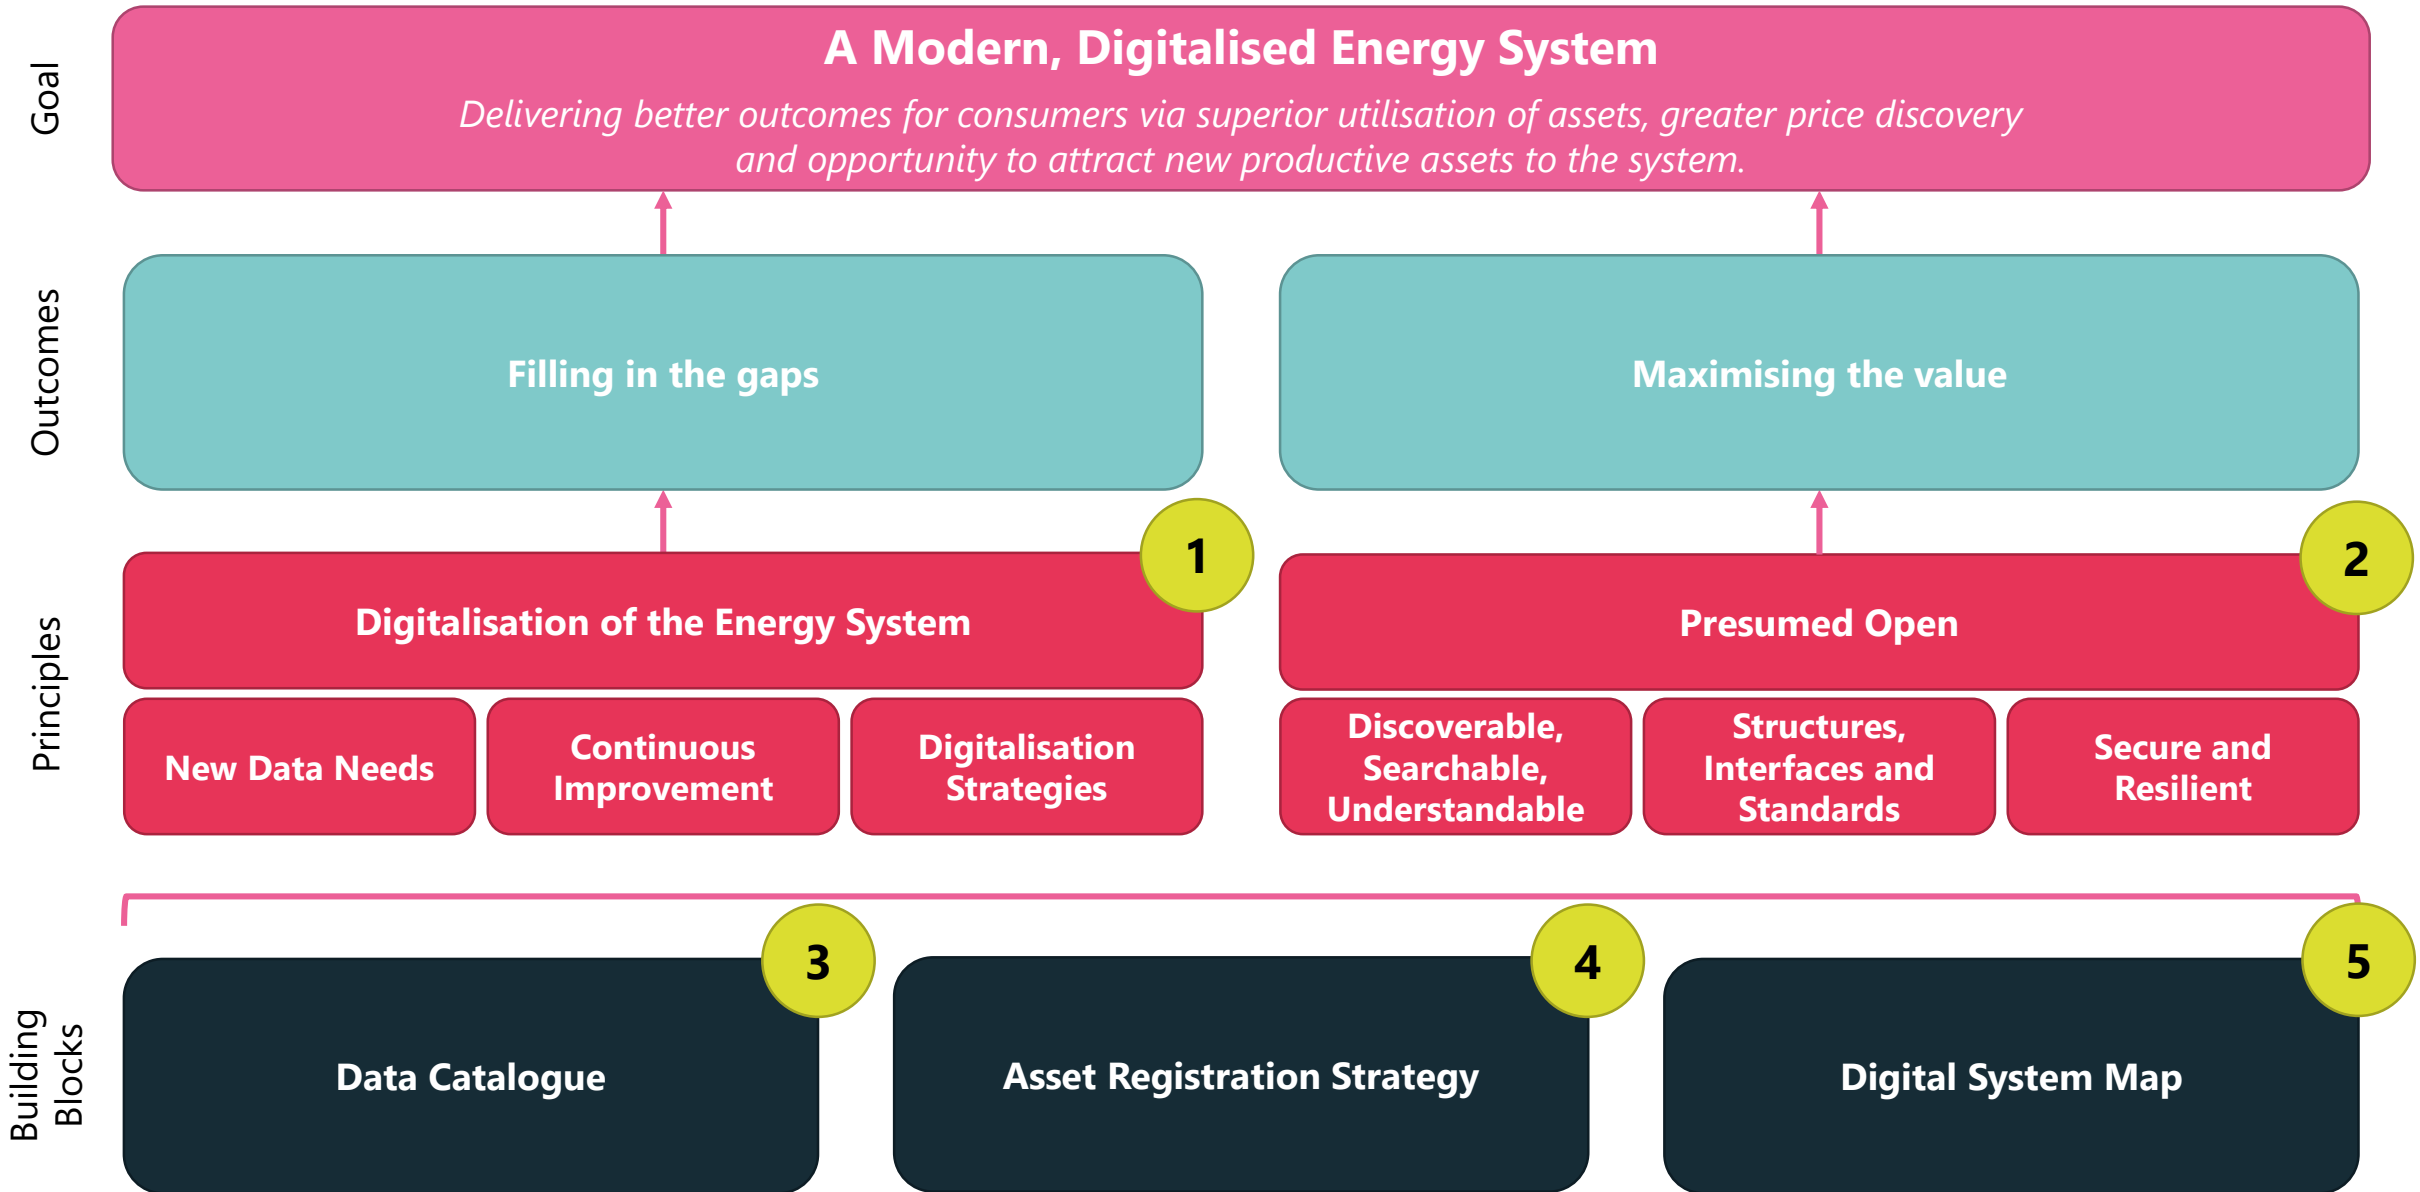 Goal
A Modern, Digitalised Energy System
Delivering better outcomes for consumers via superior utilisation of assets, greater price discovery
and opportunity to attract new productive assets to the system.
Outcomes
Filling in the gaps
Maximising the value
Principles
1
Digitalisation of the Energy System
2
Presumed Open
New Data Needs
Continuous
Improvement
Digitalisation
Strategies
Discoverable,
Searchable,
Understandable
Structures,
Interfaces and
Standards
Secure and
Resilient
Building
Blocks
3
Data Catalogue
4
Asset Registration Strategy
5
Digital System Map